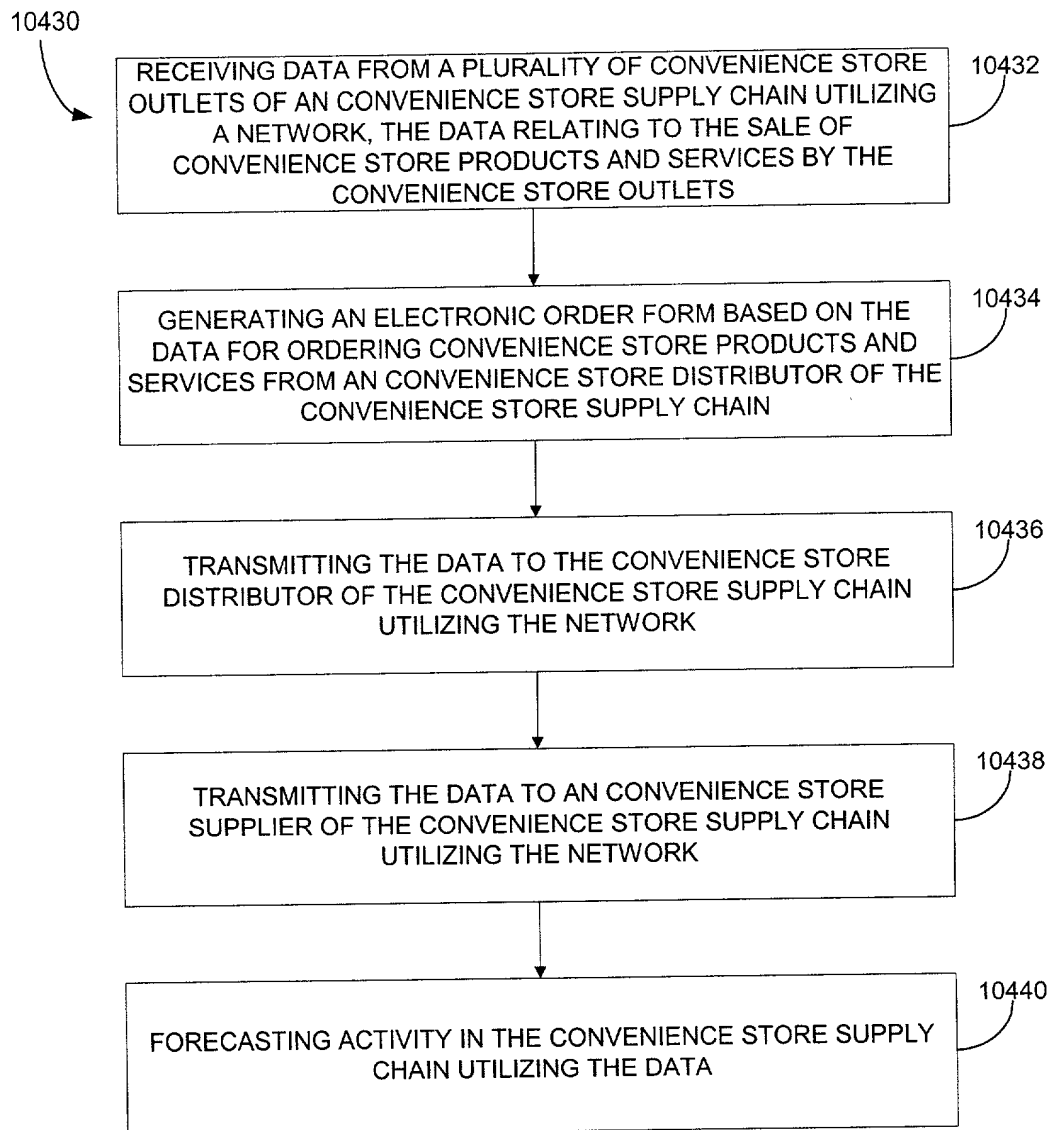 10430
RECEIVING DATA FROM A PLURALITY OF CONVENIENCE STORE
OUTLETS OF AN CONVENIENCE STORE SUPPLY CHAIN UTILIZING
A NETWORK, THE DATA RELATING TO THE SALE OF
CONVENIENCE STORE PRODUCTS AND SERVICES BY THE
CONVENIENCE STORE OUTLETS
10432
GENERATING AN ELECTRONIC ORDER FORM BASED ON THE
DATA FOR ORDERING CONVENIENCE STORE PRODUCTS AND
SERVICES FROM AN CONVENIENCE STORE DISTRIBUTOR OF THE
CONVENIENCE STORE SUPPLY CHAIN
10434
TRANSMITTING THE DATA TO THE CONVENIENCE STORE
DISTRIBUTOR OF THE CONVENIENCE STORE SUPPLY CHAIN
UTILIZING THE NETWORK
10436
TRANSMITTING THE DATA TO AN CONVENIENCE STORE
SUPPLIER OF THE CONVENIENCE STORE SUPPLY CHAIN
UTILIZING THE NETWORK
10438
FORECASTING ACTIVITY IN THE CONVENIENCE STORE SUPPLY
CHAIN UTILIZING THE DATA
10440